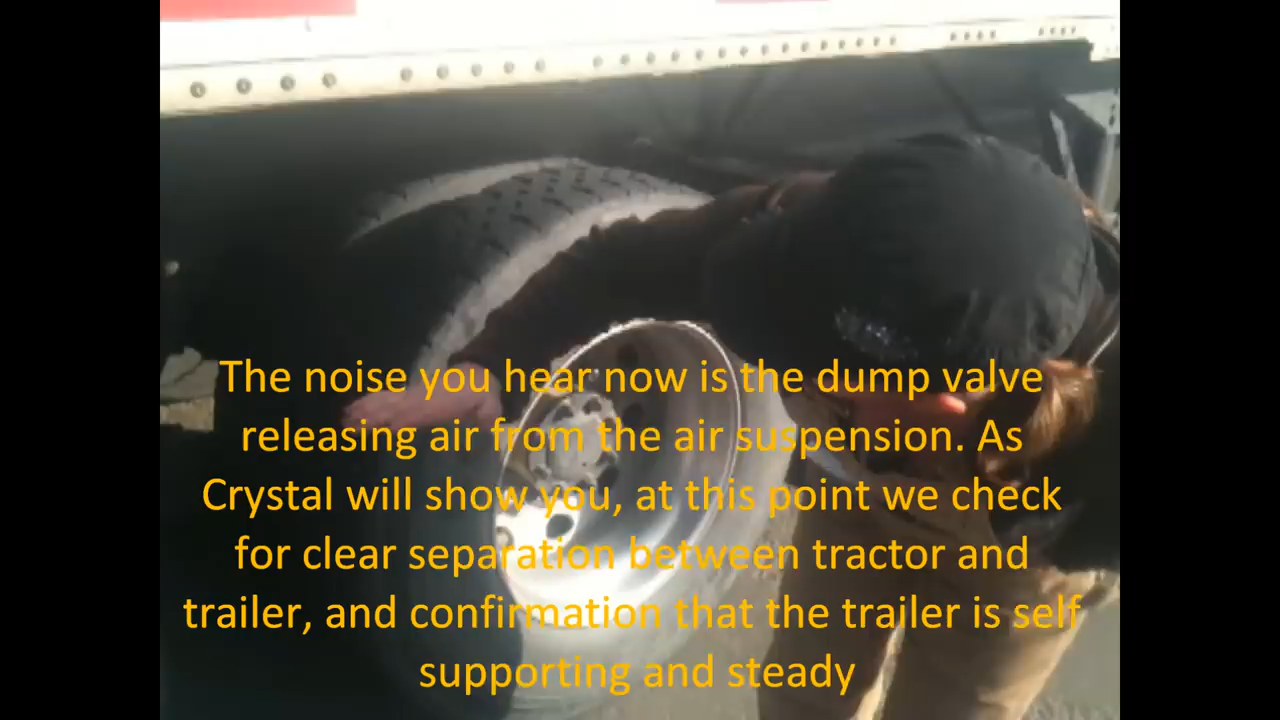 The noise you hear now is the dump valve
releasing air from the air suspension. As
Crystal will show you, at this point we check
for clear separation between tractor and
trailer, and confirmation that the trailer is self
supporting and steady